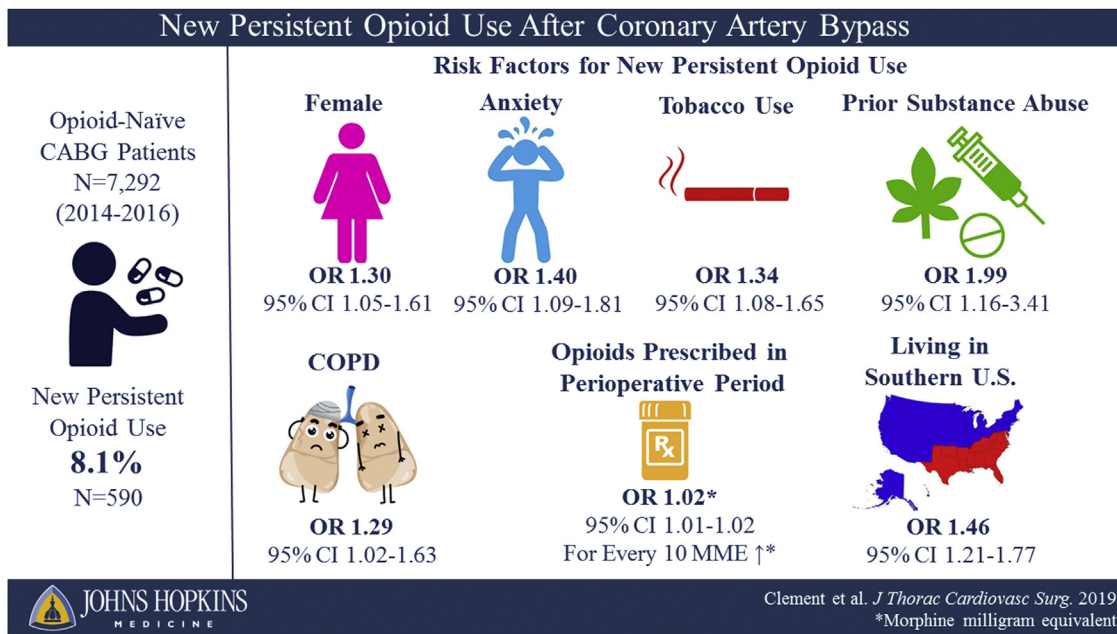 New Persistent Opioid Use After Coronary Artery Bypass
Opioid-Naïve
CABG Patients
N=7,292
(2014-2016)
New Persistent
Opioid Use
8.1%
N=590
Risk Factors for New Persistent Opioid Use
Female
OR 1.30
95% CI 1.05-1.61
Anxiety
OR 1.40
95% CI 1.09-1.81
Tobacco Use
OR 1.34
95% CI 1.08-1.65
Prior Substance Abuse
OR 1.99
95% CI 1.16-3.41
COPD
OR 1.29
95% CI 1.02-1.63
Opioids Prescribed in
Perioperative Period
Rx
OR 1.02*
95% CI 1.01-1.02
For Every 10 MME ↑*
Living in
Southern U.S.
OR 1.46
95% CI 1.21-1.77
JOHNS HOPKINS
MEDICINE
Clement et al. J Thorac Cardiovasc Surg. 2019
*Morphine milligram equivalent